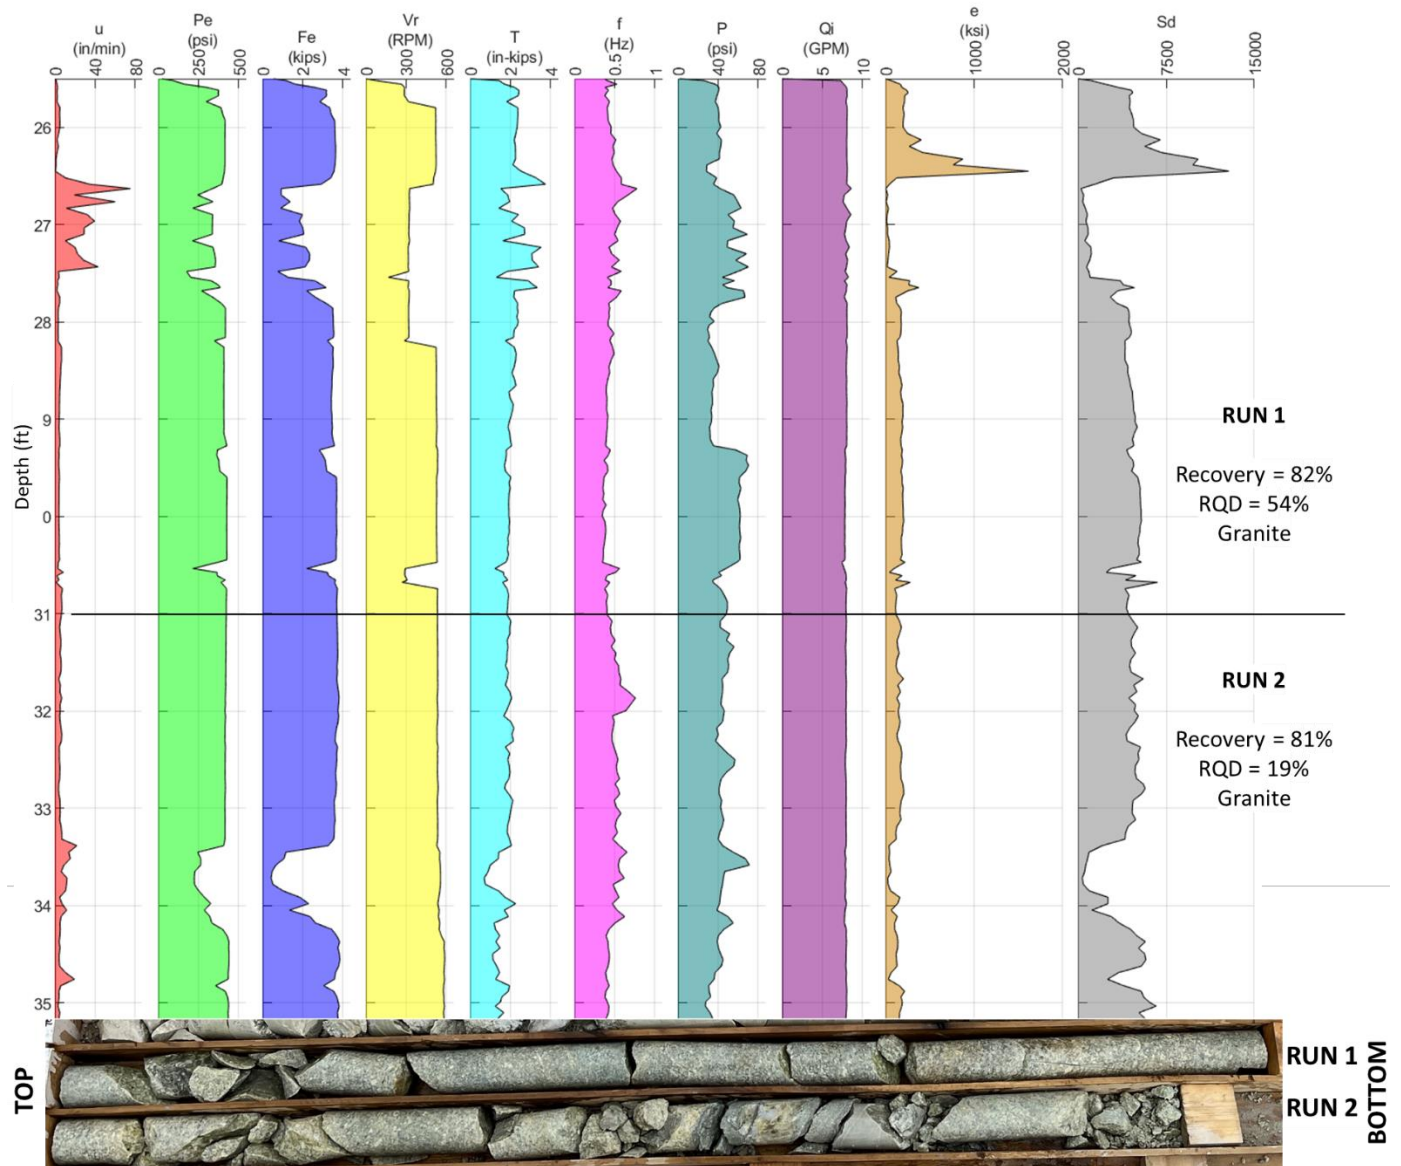 u
(in/min)
Pe
(psi)
Fe
(kips)
Vr
(RPM)
T
(in-kips)
f
(Hz)
P
(psi)
Qi
(GPM)
e
(ksi)
Sd
0 40 80
0 250 500
0 2 4
0 300 600
0 2 4
0 0.5 1
0 40 80
0 5 10
0 1000 2000
0 7500 15000
Depth (ft)
26
27
28
9
0
31
32
33
34
35
RUN 1
Recovery = 82%
RQD = 54%
Granite
RUN 2
Recovery = 81%
RQD = 19%
Granite
TOP
RUN 1
RUN 2
BOTTOM